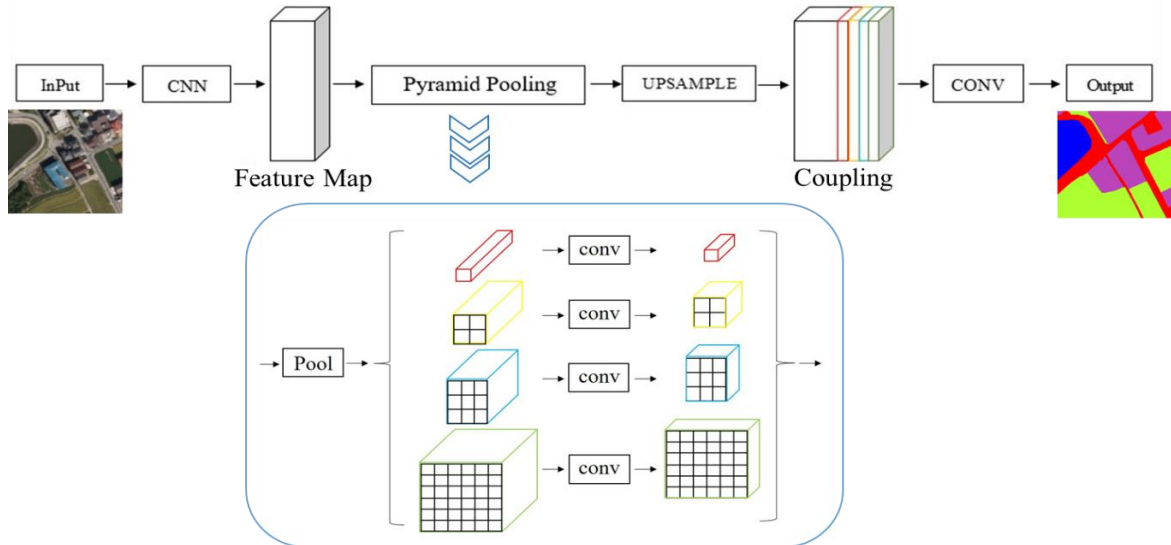 InPut
CNN
Feature Map
Pyramid Pooling
UPSAMPLE
Coupling
CONV
Output
Pool
conv
conv
conv
conv